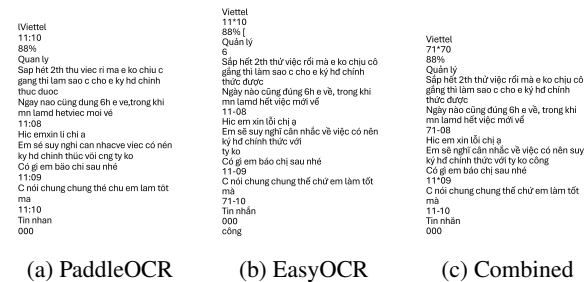 lViettel
11:10
88%
Quan ly
Sap hét 2th thu viec ri ma e ko chiu c
gang thi lam sao c cho e ky hd chinh
thuc duoc
Ngay nao cüng dung 6h e ve,trong khi
mn lamd hetviec moi vé
11:08
Hic emxin li chi a
Em sé suy nghi can nhacve viec có nén
ky hd chinh thüc vöi cng ty ko
Có gi em bäo chi sau nhé
11:09
C nói chung chung thé chu em lam töt
ma
11:10
Tin nhan
000
(a) PaddleOCR
Viettel
11*10
88% [
Quản lý
6
Sắp hết 2th thử việc rồi mà e ko chịu cô
gắng thì làm sao c cho e ký hđ chính
thức được
Ngày nào cũng đúng 6h e về, trong khi
mn lamd hết việc mới về
11-08
Hic em lỗi chị ạ
Em sẽ suy nghĩ cân nhắc về việc có nên
ký hđ chính thức với
ty ko
Có gì em báo chị sau nhé
11-09
C nói chung chung thế chứ em làm tốt
mà
71-10
Tin nhắn
000
công
(b) EasyOCR
Viettel
71*70
88%
Quản lý
Sắp hết 2th thử việc rồi mà e ko chịu cố
gắng thì làm sao c cho e ký hđ chính
thức được
Ngày nào cũng đúng 6h e về, trong khi
mn lamd hết việc mới về
71-08
Hic em xin lỗi chị ạ
Em sẽ nghĩ cân nhắc về việc có nên suy
ký hđ chính thức với ty ko công
Có gì em báo chị sau nhé
11*09
C nói chung chung thế chứ em làm tốt
mà
11-10
Tin nhăn
000
(c) Combined